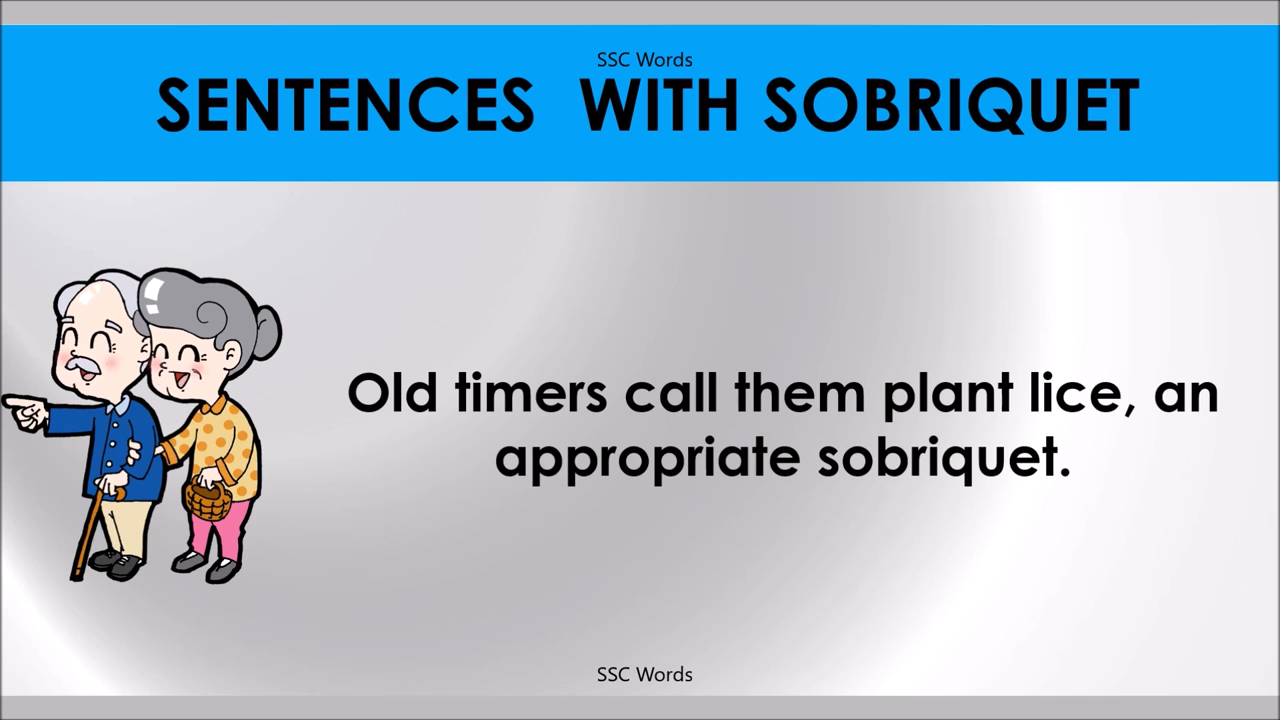 SSC Words
SENTENCES WITH SOBRIQUET
Old timers call them plant lice, an
appropriate sobriquet.
SSC Words